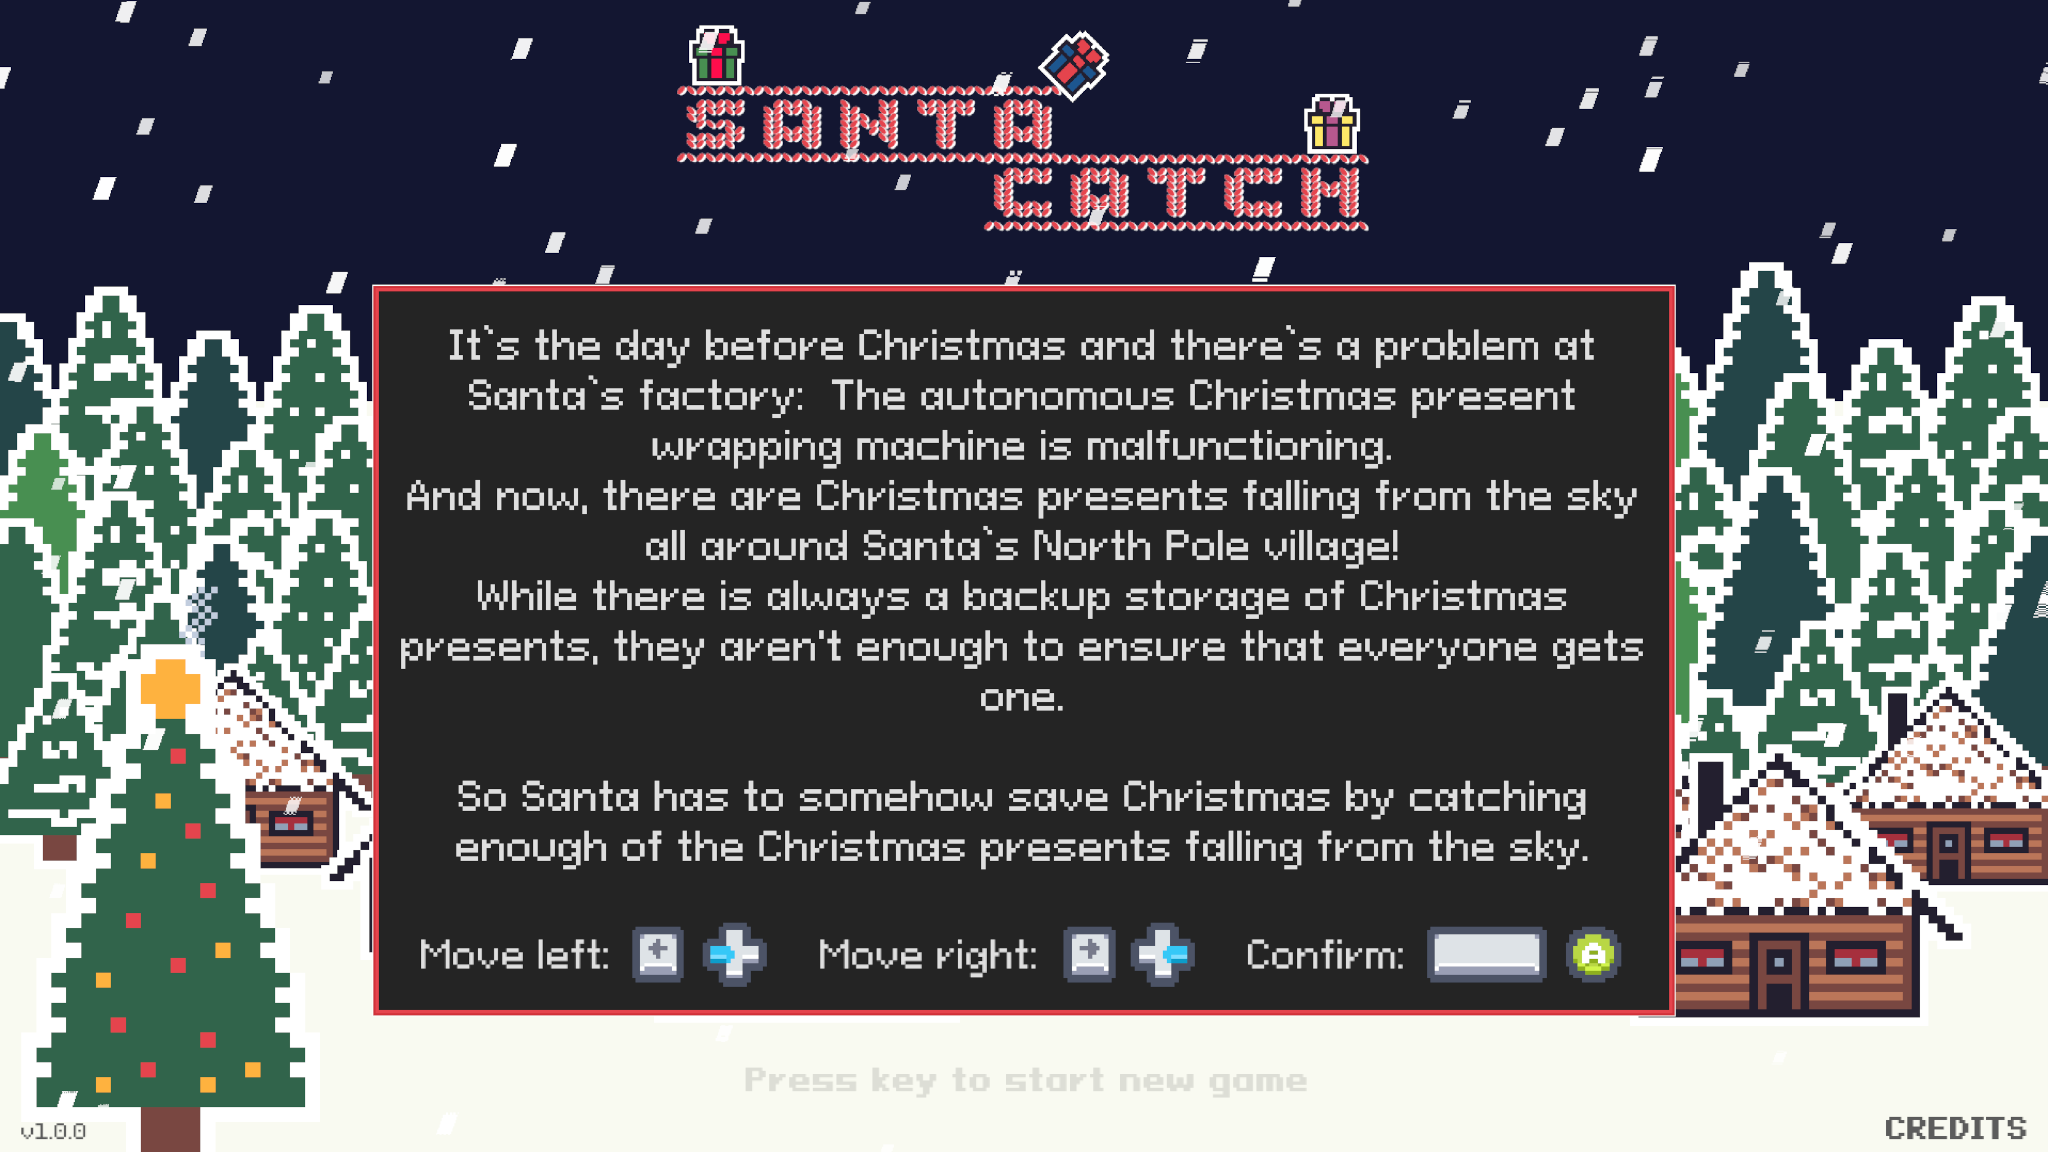 SANTA
CATCH
It`s the day before Christmas and there`s a problem at
Santa`s factory:  The autonomous Christmas present
wrapping machine is malfunctioning.
And now, there are Christmas presents falling from the sky
all around Santa`s North Pole village!
While there is always a backup storage of Christmas
presents, they aren't enough to ensure that everyone gets
one.
So Santa has to somehow save Christmas by catching
enough of the Christmas presents falling from the sky.
Move left: Move right: Confirm: A
Press key to start new game
v1.0.0
CREDITS